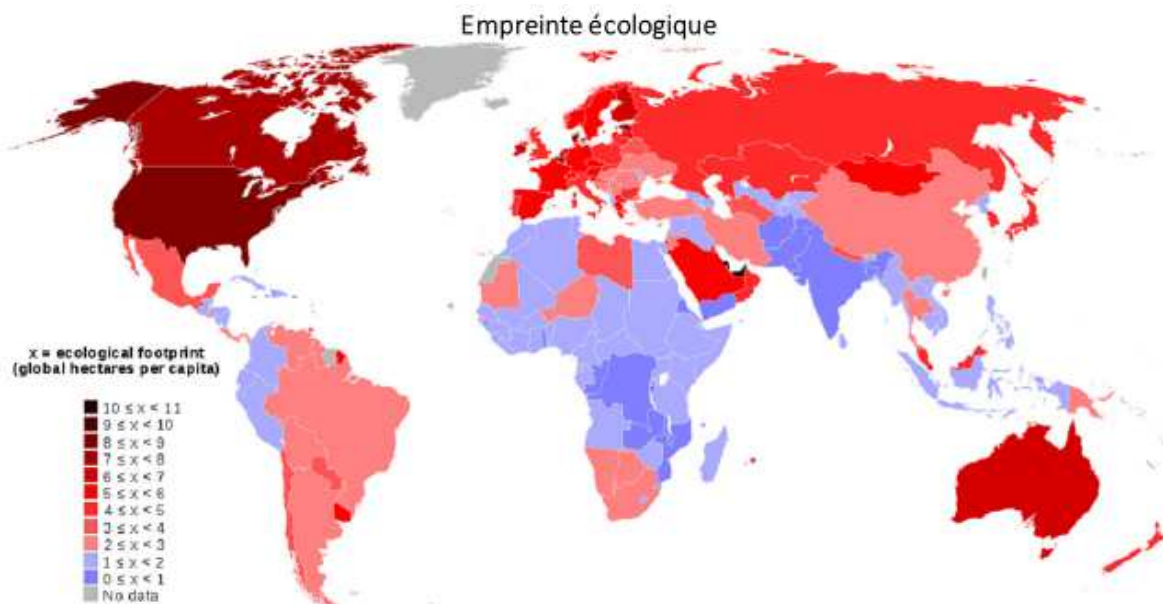 Empreinte écologique
x = ecological footprint
(global hectares per capita)
10 ≤ x < 11
9 ≤ x < 10
8 ≤ x < 9
7 ≤ x < 8
6 ≤ x < 7
5 ≤ x < 6
4 ≤ x < 5
3 ≤ x < 4
2 ≤ x < 3
1 ≤ x < 2
0 ≤ x < 1
No data